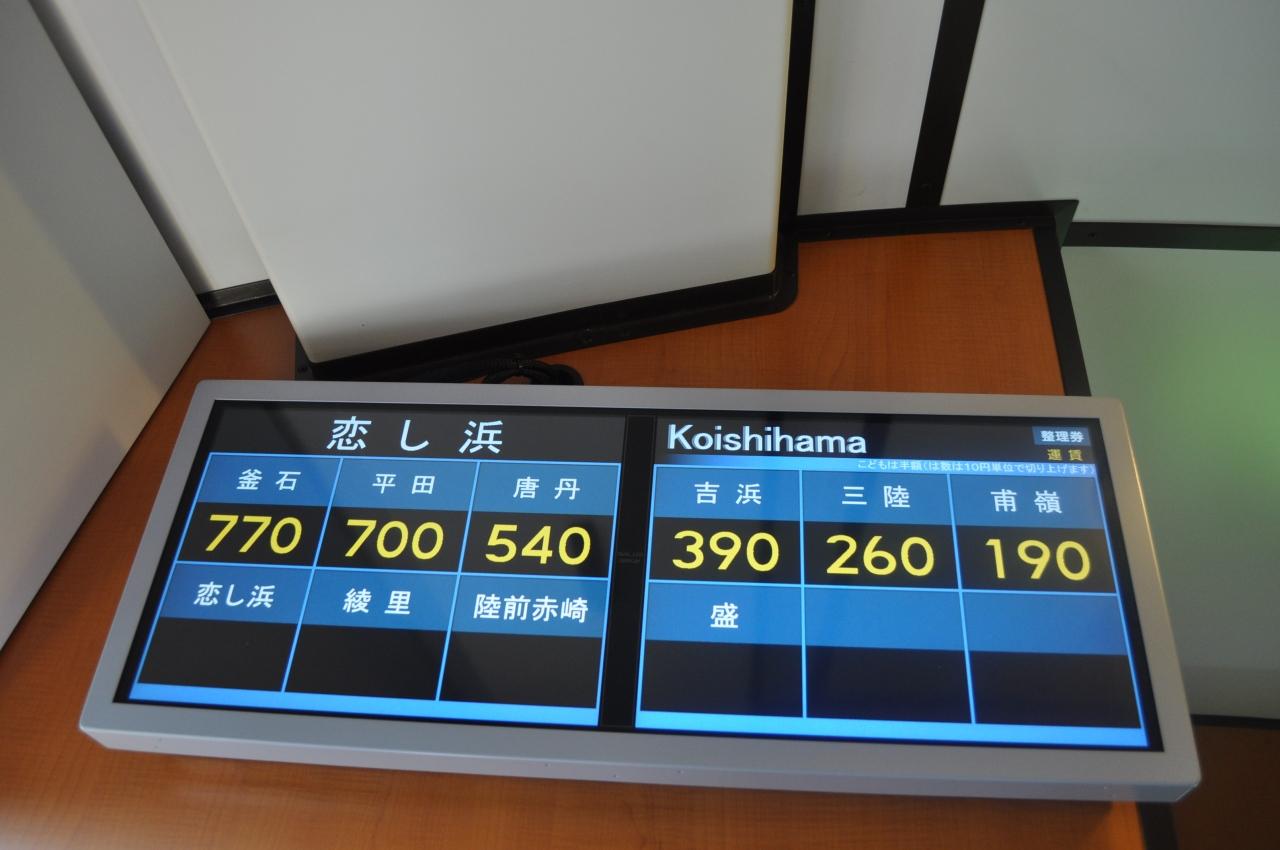 恋し浜
Koishihama
整理券
運賃
こどもは半額(は数は10円単位で切り上げます)
釜石 平田 唐丹 吉浜 三陸 甫嶺
770 700 540 390 260 190
恋し浜 綾里 陸前赤崎 盛